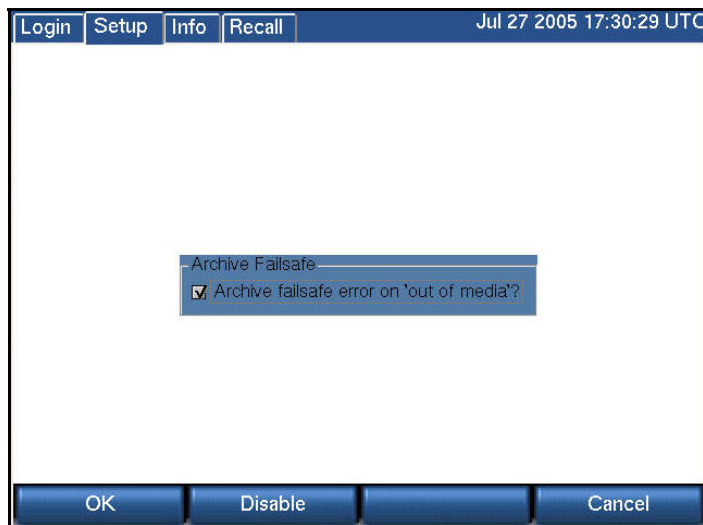 Login Setup Info Recall Jul 27 2005 17:30:29 UTC
Archive Failsafe
Archive failsafe error on 'out of media'?
OK Disable Cancel